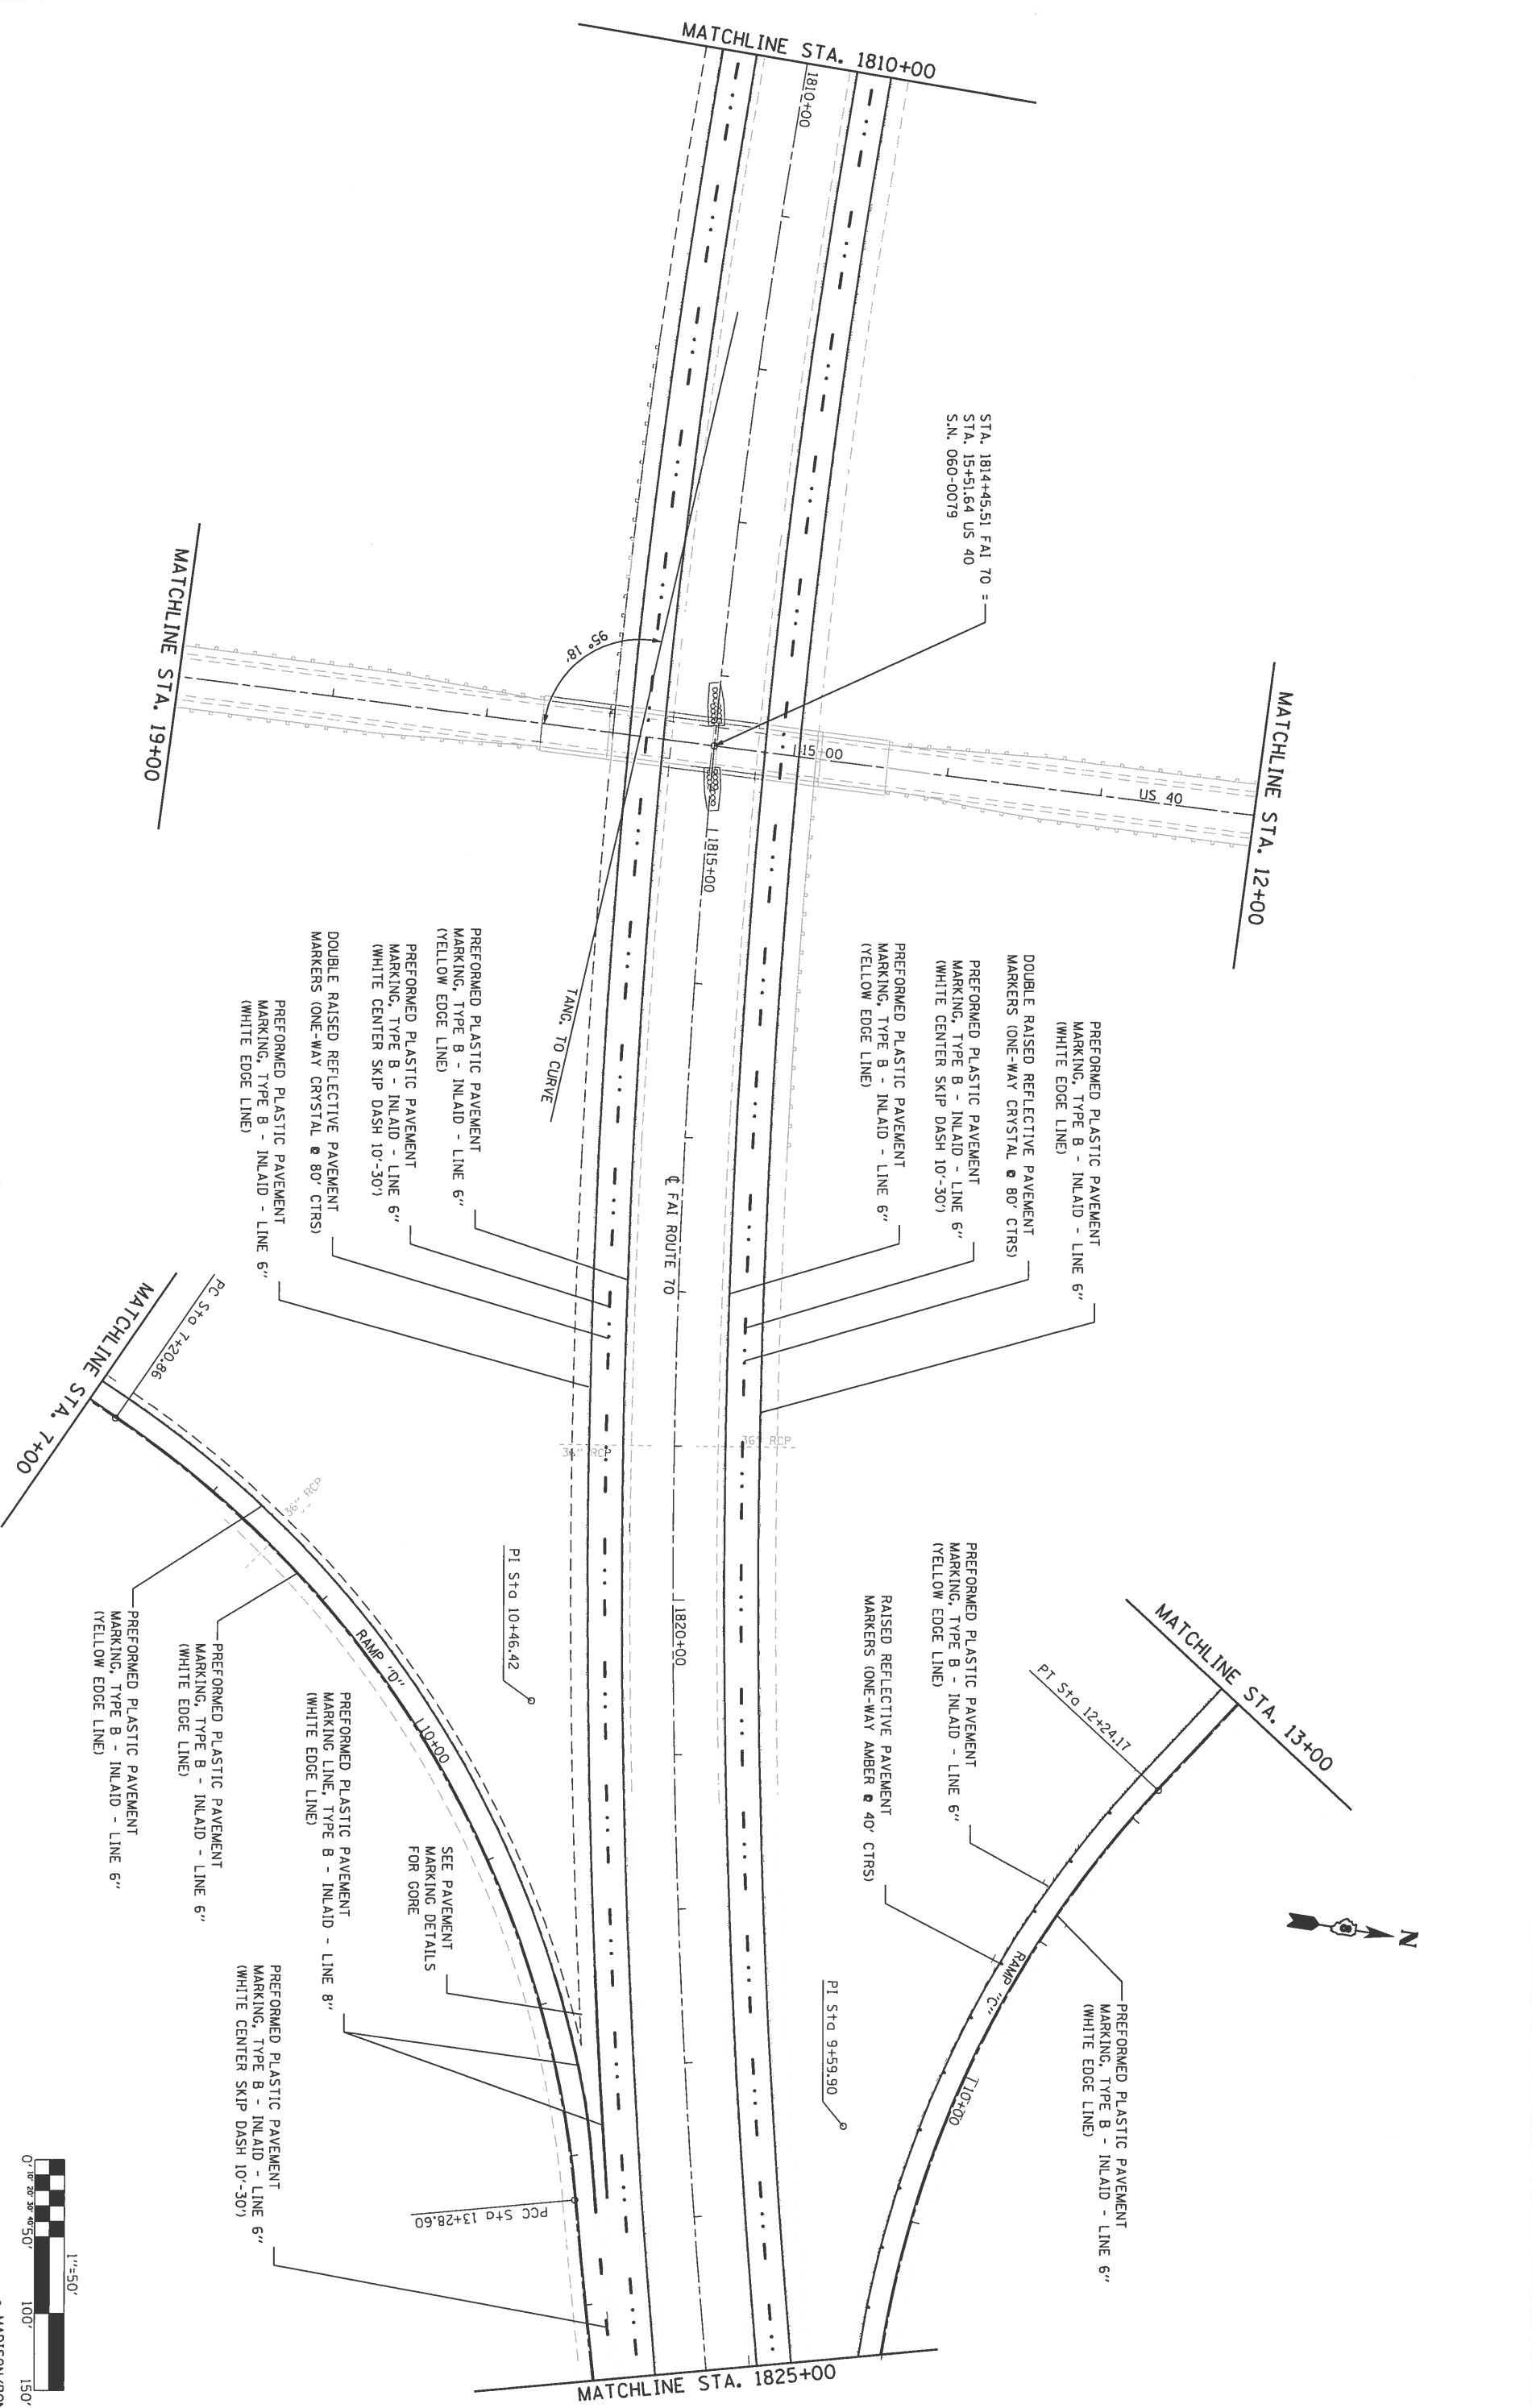 MATCHLINE STA. 1810+00
1810+00
STA. 1814+45.51 FAI 70 =
STA. 15+51.64 US 40
S.N. 060-0079
95° 18'
MATCHLINE STA. 19+00
MATCHLINE STA. 12+00
15+00
US 40
1815+00
TANG. TO CURVE
PREFORMED PLASTIC PAVEMENT
MARKING, TYPE B - INLAID - LINE 6"
(WHITE EDGE LINE)
DOUBLE RAISED REFLECTIVE PAVEMENT
MARKERS (ONE-WAY CRYSTAL @ 80' CTRS)
PREFORMED PLASTIC PAVEMENT
MARKING, TYPE B - INLAID - LINE 6"
(WHITE CENTER SKIP DASH 10'-30')
PREFORMED PLASTIC PAVEMENT
MARKING, TYPE B - INLAID - LINE 6"
(YELLOW EDGE LINE)
PREFORMED PLASTIC PAVEMENT
MARKING, TYPE B - INLAID - LINE 6"
(YELLOW EDGE LINE)
PREFORMED PLASTIC PAVEMENT
MARKING, TYPE B - INLAID - LINE 6"
(WHITE CENTER SKIP DASH 10'-30')
DOUBLE RAISED REFLECTIVE PAVEMENT
MARKERS (ONE-WAY CRYSTAL @ 80' CTRS)
PREFORMED PLASTIC PAVEMENT
MARKING, TYPE B - INLAID - LINE 6"
(WHITE EDGE LINE)
℄ FAI ROUTE 70
MATCHLINE STA. 7+00
PC Sta 7+20.86
36" RCP
36" RCP
36" RCP
1820+00
PI Sta 10+46.42
RAMP "D"
10+00
PREFORMED PLASTIC PAVEMENT
MARKING, TYPE B - INLAID - LINE 6"
(YELLOW EDGE LINE)
PREFORMED PLASTIC PAVEMENT
MARKING, TYPE B - INLAID - LINE 6"
(WHITE EDGE LINE)
PREFORMED PLASTIC PAVEMENT
MARKING LINE, TYPE B - INLAID - LINE 8"
(WHITE EDGE LINE)
SEE PAVEMENT
MARKING DETAILS
FOR GORE
PREFORMED PLASTIC PAVEMENT
MARKING, TYPE B - INLAID - LINE 6"
(WHITE CENTER SKIP DASH 10'-30')
PCC Sta 13+28.60
PREFORMED PLASTIC PAVEMENT
MARKING, TYPE B - INLAID - LINE 6"
(YELLOW EDGE LINE)
RAISED REFLECTIVE PAVEMENT
MARKERS (ONE-WAY AMBER @ 40' CTRS)
MATCHLINE STA. 13+00
PT Sta 12+24.17
RAMP "C"
10+00
PI Sta 9+59.90
PREFORMED PLASTIC PAVEMENT
MARKING, TYPE B - INLAID - LINE 6"
(WHITE EDGE LINE)
N
MATCHLINE STA. 1825+00
1"=50'
0' 10' 20' 30' 40' 50' 100' 150'